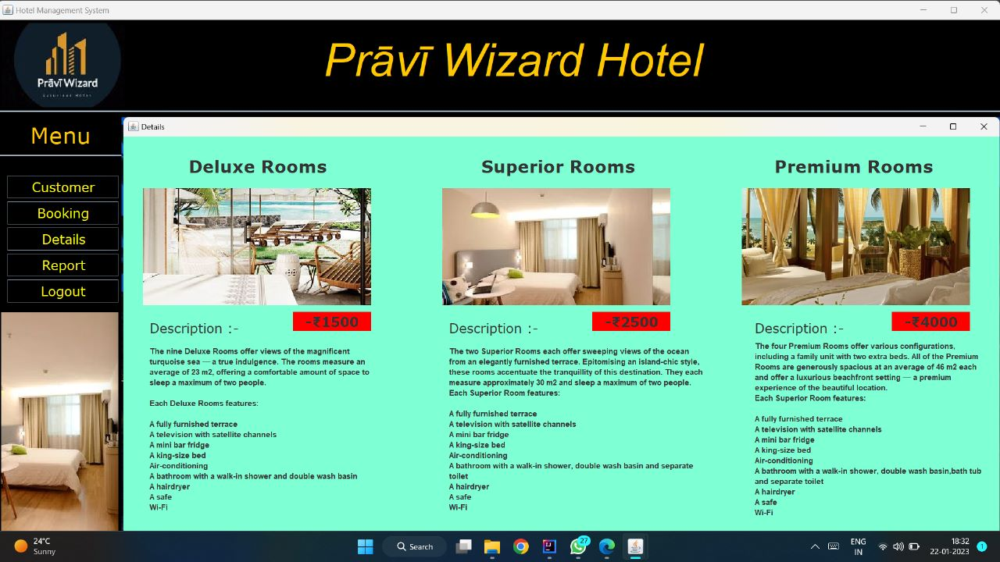 Hotel Management System
Prāvī Wizard Hotel
Prāvī Wizard
Luxurious Hotel
Menu
Customer
Booking
Details
Report
Logout
Details
Deluxe Rooms
Description :-
-₹1500
The nine Deluxe Rooms offer views of the magnificent
turquoise sea — a true indulgence. The rooms measure an
average of 23 m2, offering a comfortable amount of space to
sleep a maximum of two people.
Each Deluxe Rooms features:
A fully furnished terrace
A television with satellite channels
A mini bar fridge
A king-size bed
Air-conditioning
A bathroom with a walk-in shower and double wash basin
A hairdryer
A safe
Wi-Fi
Superior Rooms
Description :-
-₹2500
The two Superior Rooms each offer sweeping views of the ocean
from an elegantly furnished terrace. Epitomising an island-chic style,
these rooms accentuate the tranquillity of this destination. They each
measure approximately 30 m2 and sleep a maximum of two people.
Each Superior Room features:
A fully furnished terrace
A television with satellite channels
A mini bar fridge
A king-size bed
Air-conditioning
A bathroom with a walk-in shower, double wash basin and separate
toilet
A hairdryer
A safe
Wi-Fi
Premium Rooms
Description :-
-₹4000
The four Premium Rooms offer various configurations,
including a family unit with two extra beds. All of the Premium
Rooms are generously spacious at an average of 46 m2 each
and offer a luxurious beachfront setting — a premium
experience of the beautiful location.
Each Superior Room features:
A fully furnished terrace
A television with satellite channels
A mini bar fridge
A king-size bed
Air-conditioning
A bathroom with a walk-in shower, double wash basin,bath tub
and separate toilet
A hairdryer
A safe
Wi-Fi
24°C
Sunny
Search
27
ENG
IN
18:32
22-01-2023
1